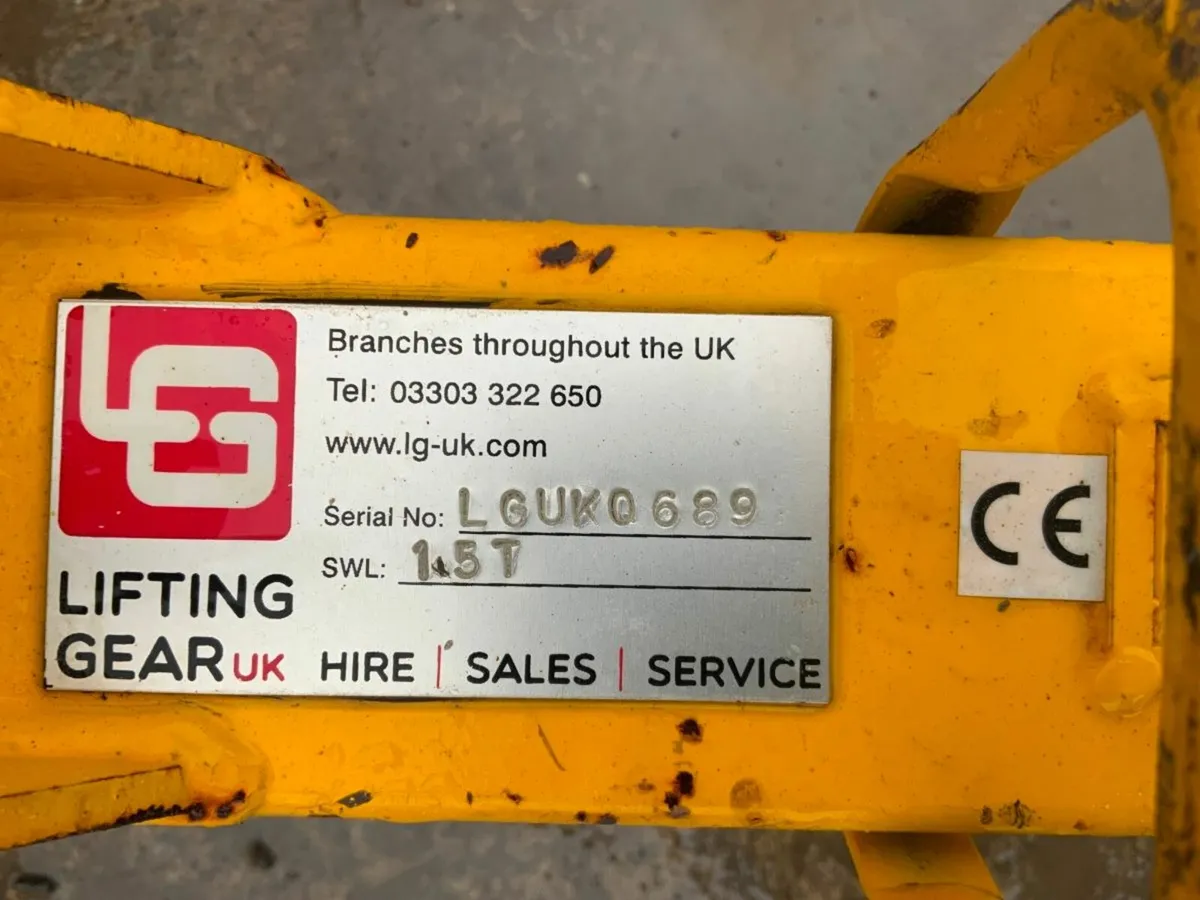 LG
Branches throughout the UK
Tel: 03303 322 650
www.lg-uk.com
Serial No: LGUK0689
SWL: 1.5T
LIFTING
GEAR UK
HIRE | SALES | SERVICE
CE